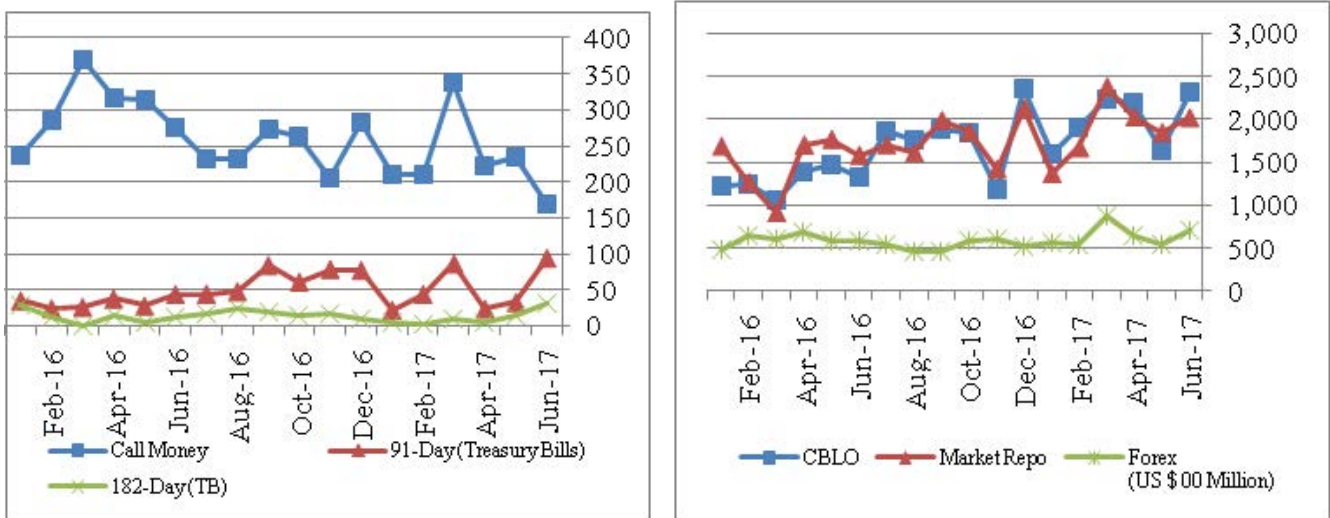 400
350
300
250
200
150
100
50
0
Feb-16
Apr-16
Jun-16
Aug-16
Oct-16
Dec-16
Feb-17
Apr-17
Jun-17
Call Money
91-Day (Treasury Bills)
182-Day (TB)
3,000
2,500
2,000
1,500
1,000
500
0
Feb-16
Apr-16
Jun-16
Aug-16
Oct-16
Dec-16
Feb-17
Apr-17
Jun-17
CBLO
Market Repo
Forex
(US $ 00 Million)